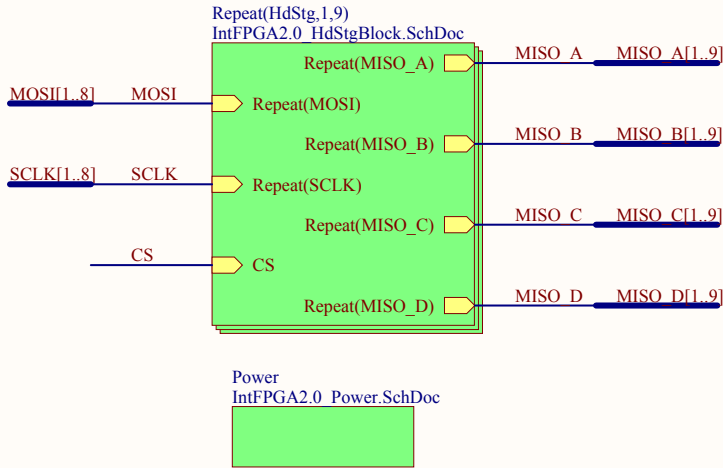 Repeat(HdStg,1,9)
IntFPGA2.0_HdStgBlock.SchDoc
Repeat(MISO_A) MISO_A MISO_A[1..9]
MOSI[1..8] MOSI Repeat(MOSI)
Repeat(MISO_B) MISO_B MISO_B[1..9]
SCLK[1..8] SCLK Repeat(SCLK)
Repeat(MISO_C) MISO_C MISO_C[1..9]
CS CS
Repeat(MISO_D) MISO_D MISO_D[1..9]
Power
IntFPGA2.0_Power.SchDoc